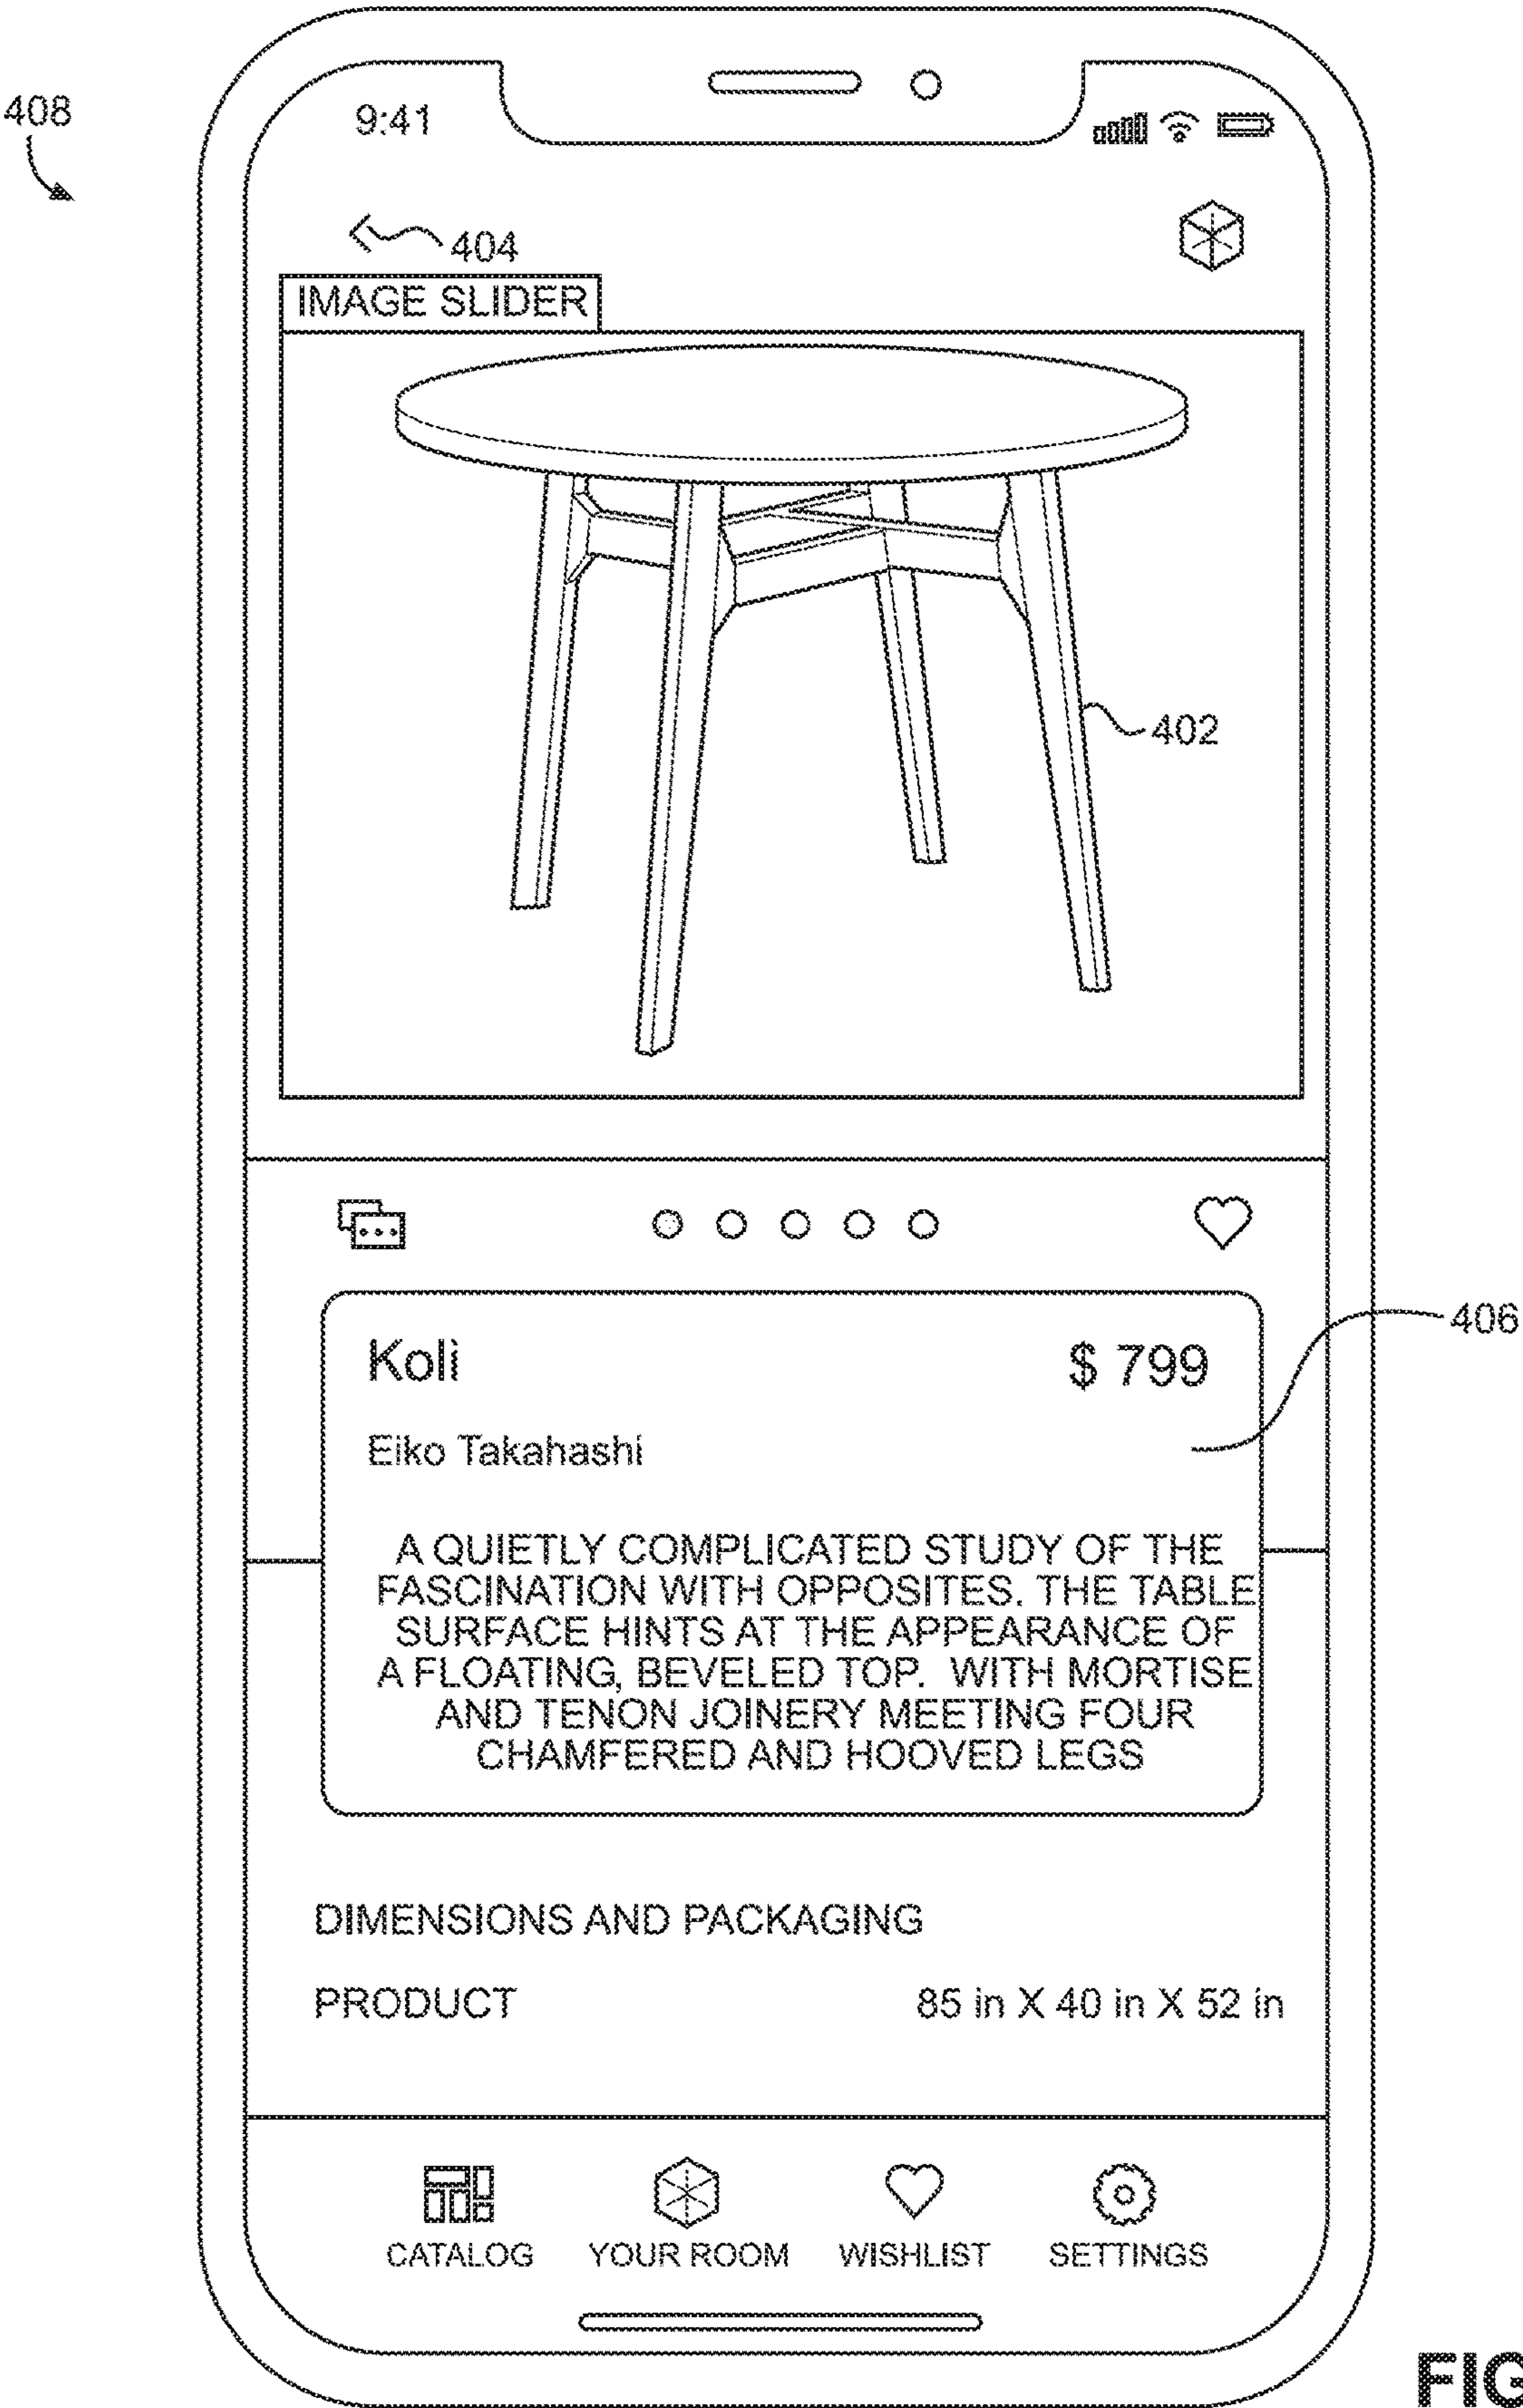 408
9:41
404
IMAGE SLIDER
402
406
Koli
$ 799
Eiko Takahashi
A QUIETLY COMPLICATED STUDY OF THE
FASCINATION WITH OPPOSITES. THE TABLE
SURFACE HINTS AT THE APPEARANCE OF
A FLOATING, BEVELED TOP. WITH MORTISE
AND TENON JOINERY MEETING FOUR
CHAMFERED AND HOOVED LEGS
DIMENSIONS AND PACKAGING
PRODUCT
85 in X 40 in X 52 in
CATALOG
YOUR ROOM
WISHLIST
SETTINGS